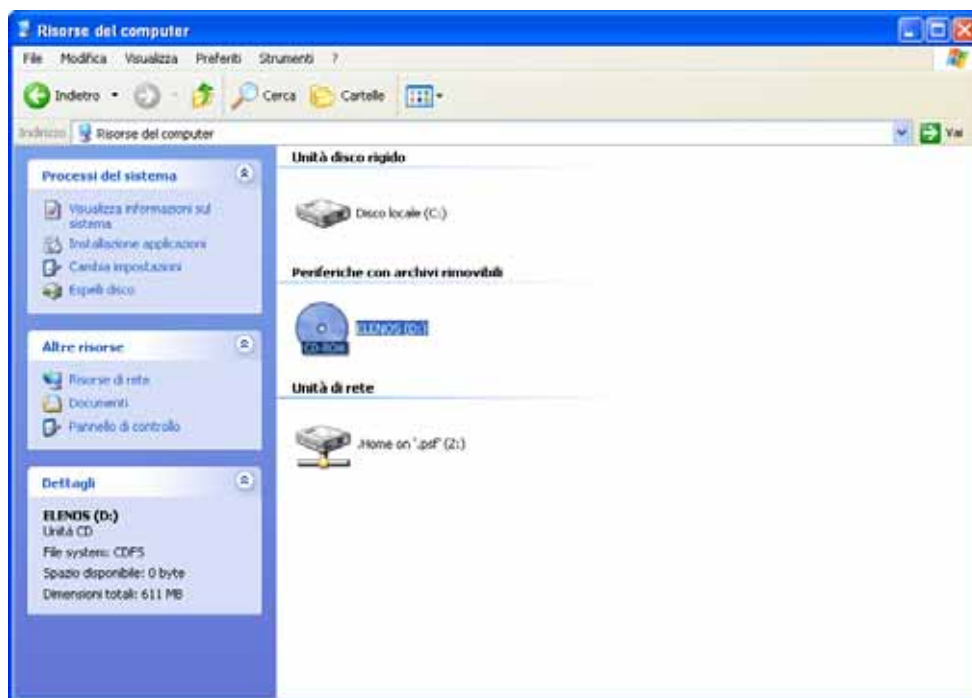 Risorse del computer
File Modifica Visualizza Preferiti Strumenti ?
Indietro Cerca Cartelle
Indirizzo Risorse del computer Vai
Processi del sistema
Visualizza informazioni sul
sistema
Installazione applicazioni
Cambia impostazioni
Espelli disco
Altre risorse
Risorse di rete
Documenti
Pannello di controllo
Dettagli
ELENOS (D:)
Unità CD
File system: CDFS
Spazio disponibile: 0 byte
Dimensioni totali: 611 MB
Unità disco rigido
Disco locale (C:)
Periferiche con archivi rimovibili
CD-ROM
ELENOS (D:)
Unità di rete
.Home on '.psf' (Z:)